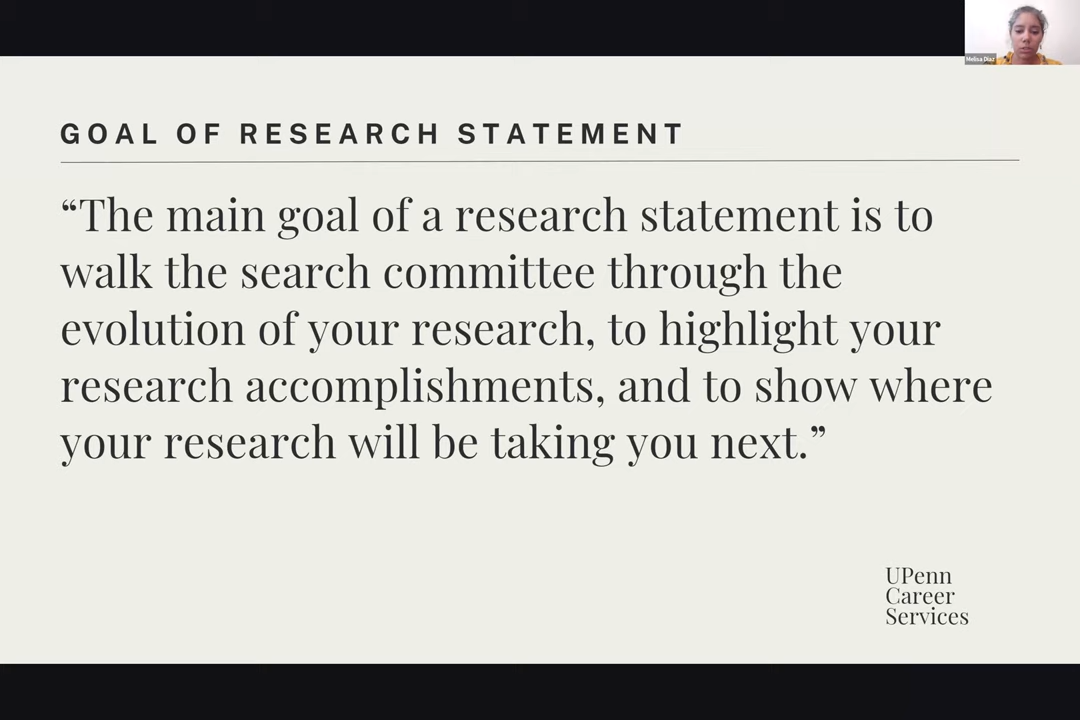 Melisa Diaz
GOAL OF RESEARCH STATEMENT
“The main goal of a research statement is to
walk the search committee through the
evolution of your research, to highlight your
research accomplishments, and to show where
your research will be taking you next.”
UPenn
Career
Services